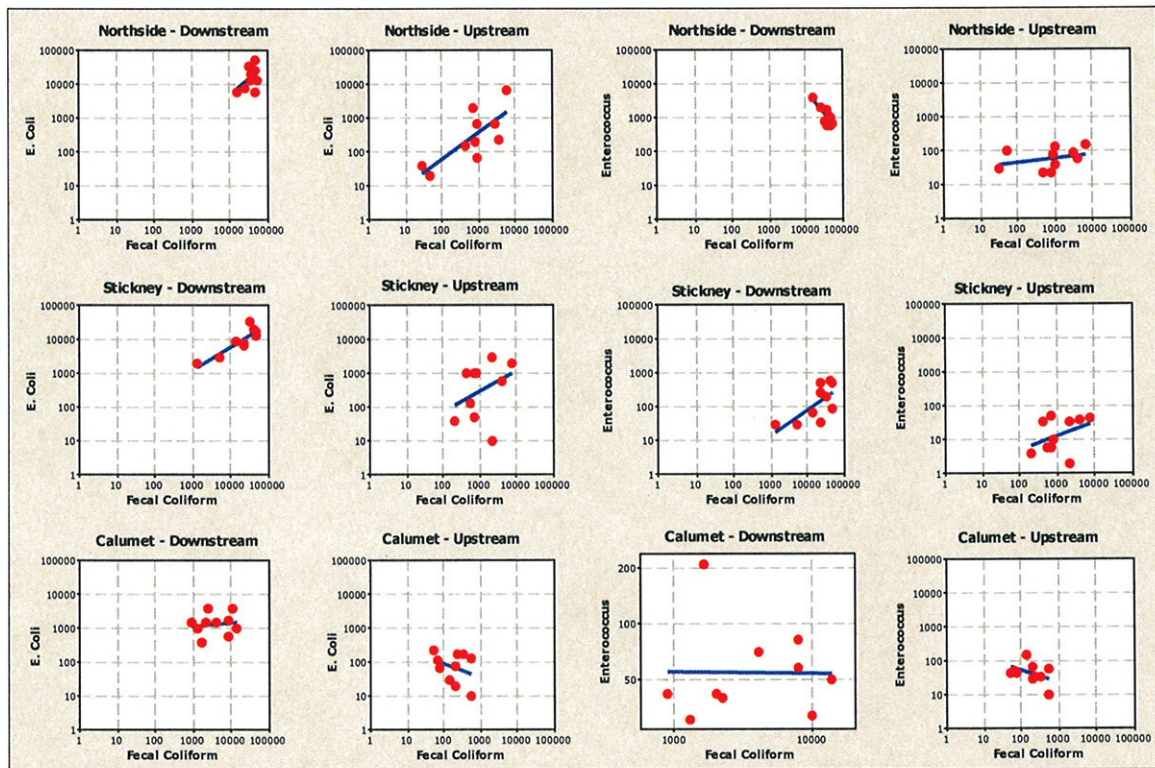 Northside - Downstream
E. Coli
100000
10000
1000
100
10
1
1 10 100 1000 10000 100000
Fecal Coliform
Northside - Upstream
E. Coli
100000
10000
1000
100
10
1
1 10 100 1000 10000 100000
Fecal Coliform
Northside - Downstream
Enterococcus
100000
10000
1000
100
10
1
1 10 100 1000 10000 100000
Fecal Coliform
Northside - Upstream
Enterococcus
100000
10000
1000
100
10
1
1 10 100 1000 10000 100000
Fecal Coliform
Stickney - Downstream
E. Coli
100000
10000
1000
100
10
1
1 10 100 1000 10000 100000
Fecal Coliform
Stickney - Upstream
E. Coli
100000
10000
1000
100
10
1
1 10 100 1000 10000 100000
Fecal Coliform
Stickney - Downstream
Enterococcus
100000
10000
1000
100
10
1
1 10 100 1000 10000 100000
Fecal Coliform
Stickney - Upstream
Enterococcus
100000
10000
1000
100
10
1
1 10 100 1000 10000 100000
Fecal Coliform
Calumet - Downstream
E. Coli
100000
10000
1000
100
10
1
1 10 100 1000 10000 100000
Fecal Coliform
Calumet - Upstream
E. Coli
100000
10000
1000
100
10
1
1 10 100 1000 10000 100000
Fecal Coliform
Calumet - Downstream
Enterococcus
200
100
50
1000 10000
Fecal Coliform
Calumet - Upstream
Enterococcus
100000
10000
1000
100
10
1
1 10 100 1000 10000 100000
Fecal Coliform